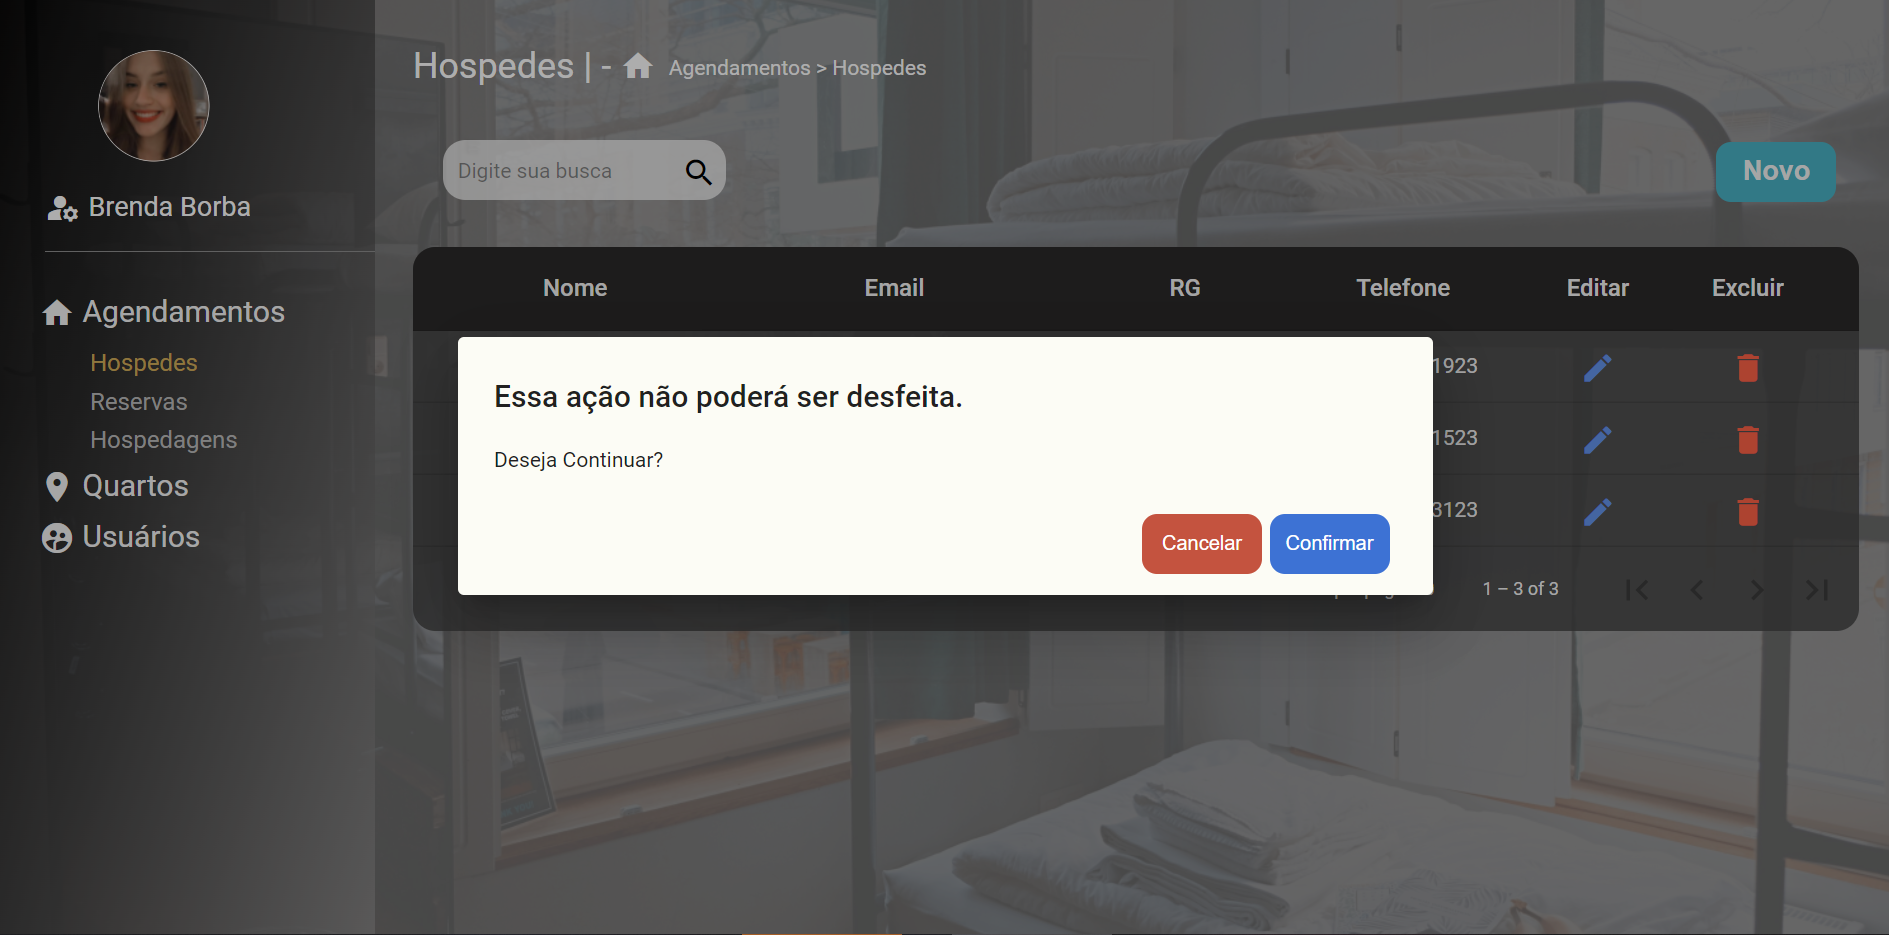 Hospedes | - Agendamentos > Hospedes
Digite sua busca
Novo
Brenda Borba
Agendamentos
Hospedes
Reservas
Hospedagens
Quartos
Usuários
Nome Email RG Telefone Editar Excluir
1923
1523
3123
Essa ação não poderá ser desfeita.
Deseja Continuar?
Cancelar Confirmar
1 – 3 of 3